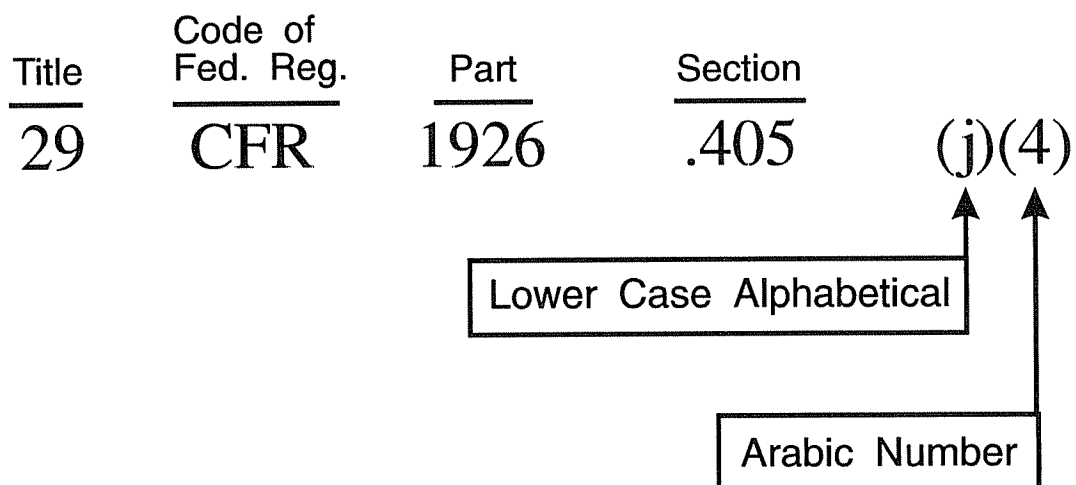 Code of
Title Fed. Reg. Part Section
29 CFR 1926 .405 (j)(4)
Lower Case Alphabetical
Arabic Number